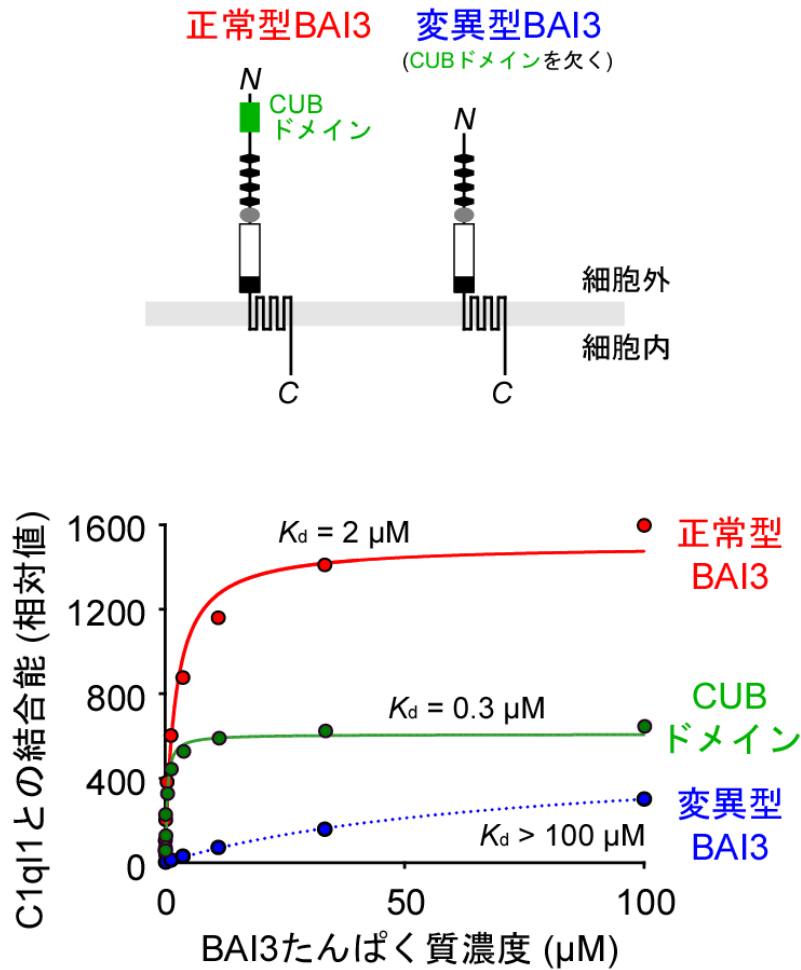 正常型BAI3
変異型BAI3
(CUBドメインを欠く)
N
CUB
ドメイン
N
細胞外
細胞内
C
C
C1ql1との結合能 (相対値)
1600
1200
800
400
0
Kd = 2 µM
Kd = 0.3 µM
Kd > 100 µM
正常型
BAI3
CUB
ドメイン
変異型
BAI3
0
50
100
BAI3たんぱく質濃度 (µM)